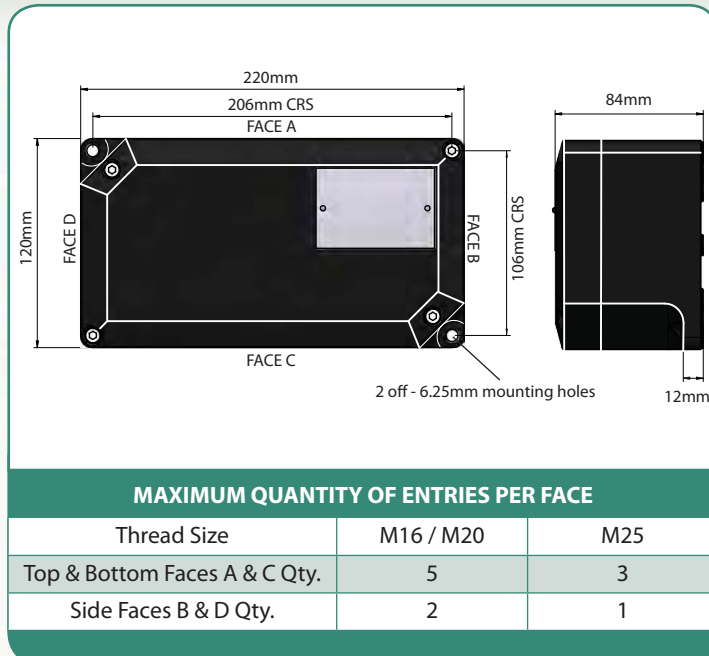 220mm
206mm CRS
FACE A
84mm
120mm
FACE D
FACE B
106mm CRS
FACE C
2 off - 6.25mm mounting holes
12mm
MAXIMUM QUANTITY OF ENTRIES PER FACE
Thread Size M16 / M20 M25
Top & Bottom Faces A & C Qty. 5 3
Side Faces B & D Qty. 2 1